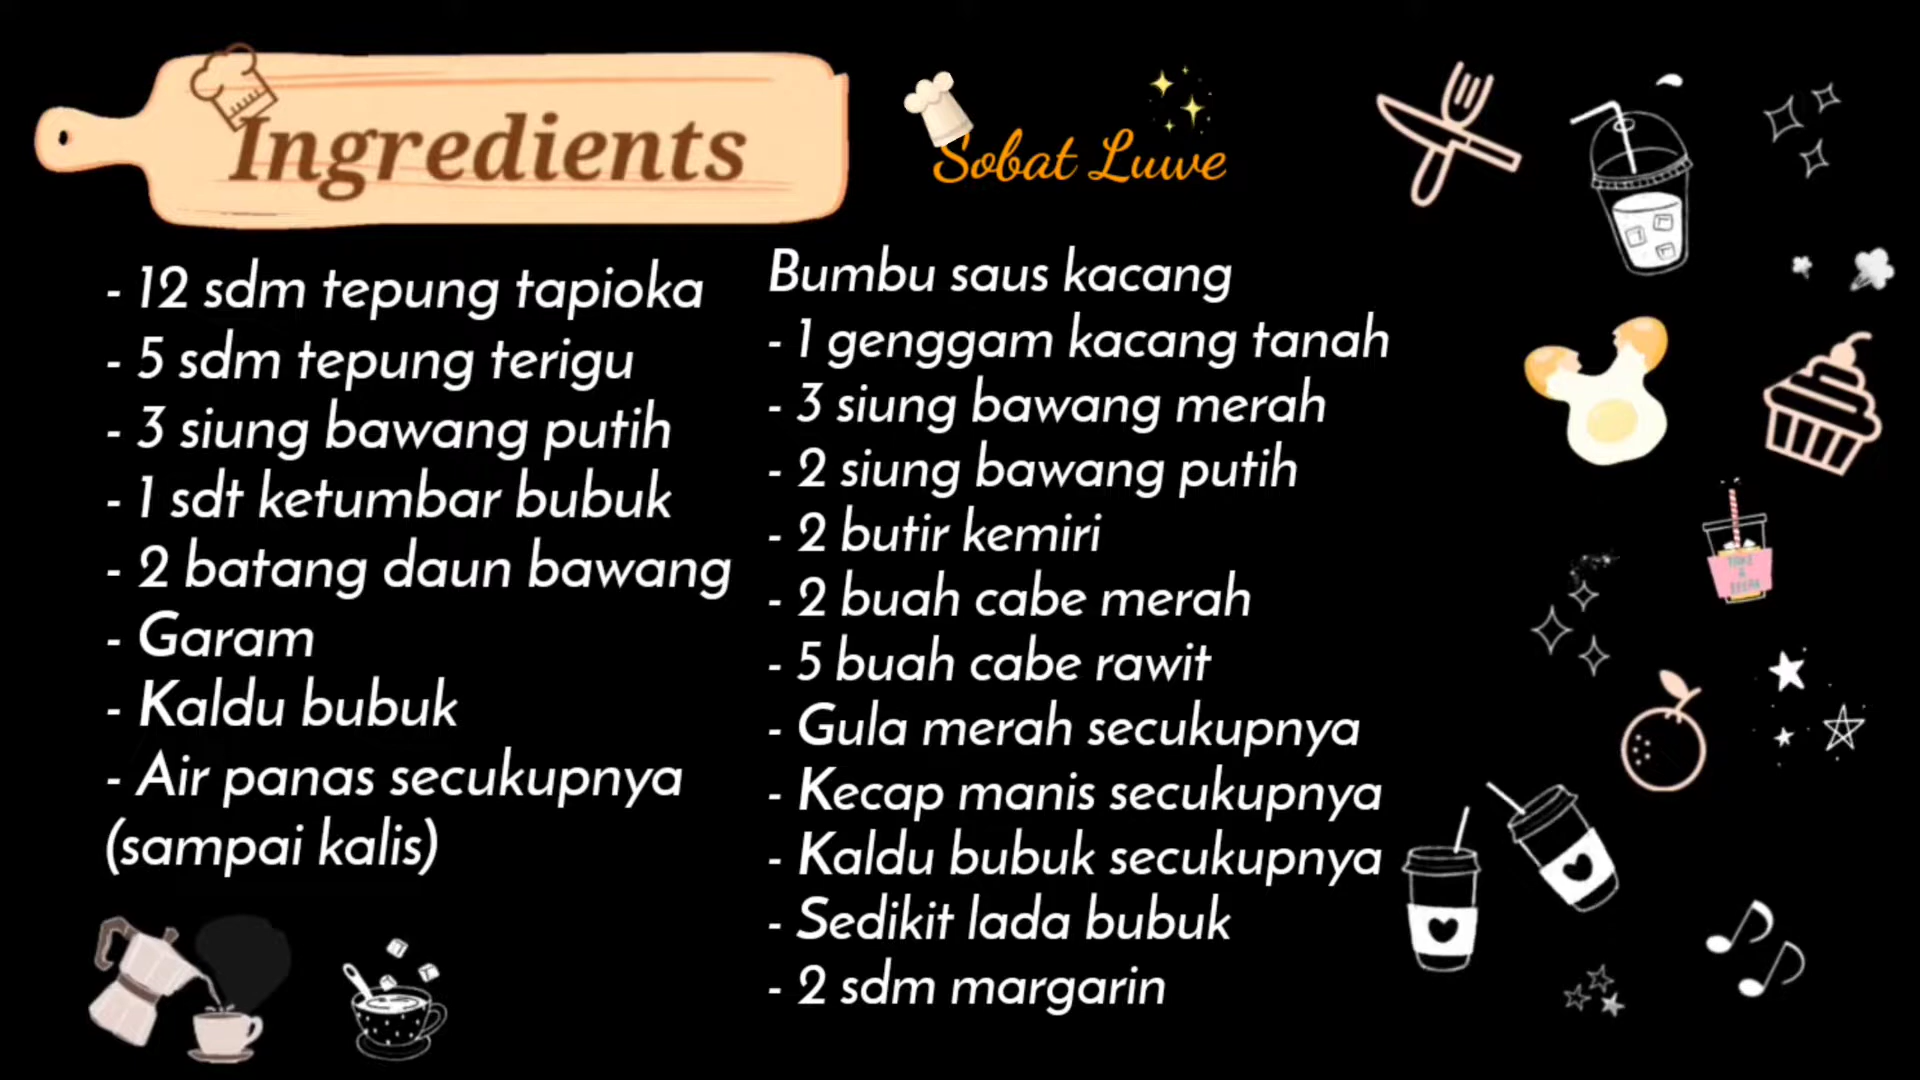 Ingredients
Sobat Luwe
- 12 sdm tepung tapioka
- 5 sdm tepung terigu
- 3 siung bawang putih
- 1 sdt ketumbar bubuk
- 2 batang daun bawang
- Garam
- Kaldu bubuk
- Air panas secukupnya
(sampai kalis)
Bumbu saus kacang
- 1 genggam kacang tanah
- 3 siung bawang merah
- 2 siung bawang putih
- 2 butir kemiri
- 2 buah cabe merah
- 5 buah cabe rawit
- Gula merah secukupnya
- Kecap manis secukupnya
- Kaldu bubuk secukupnya
- Sedikit lada bubuk
- 2 sdm margarin